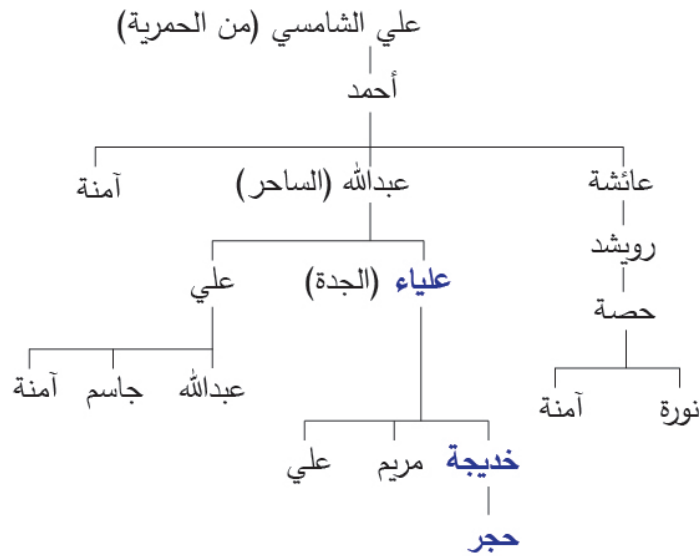 علي الشامسي (من الحمرية)
أحمد
عائشة
عبدالله (الساحر)
آمنة
رويشد
علياء (الجدة)
علي
حصة
عبدالله
جاسم
آمنة
نورة
آمنة
خديجة
مريم
علي
حجر